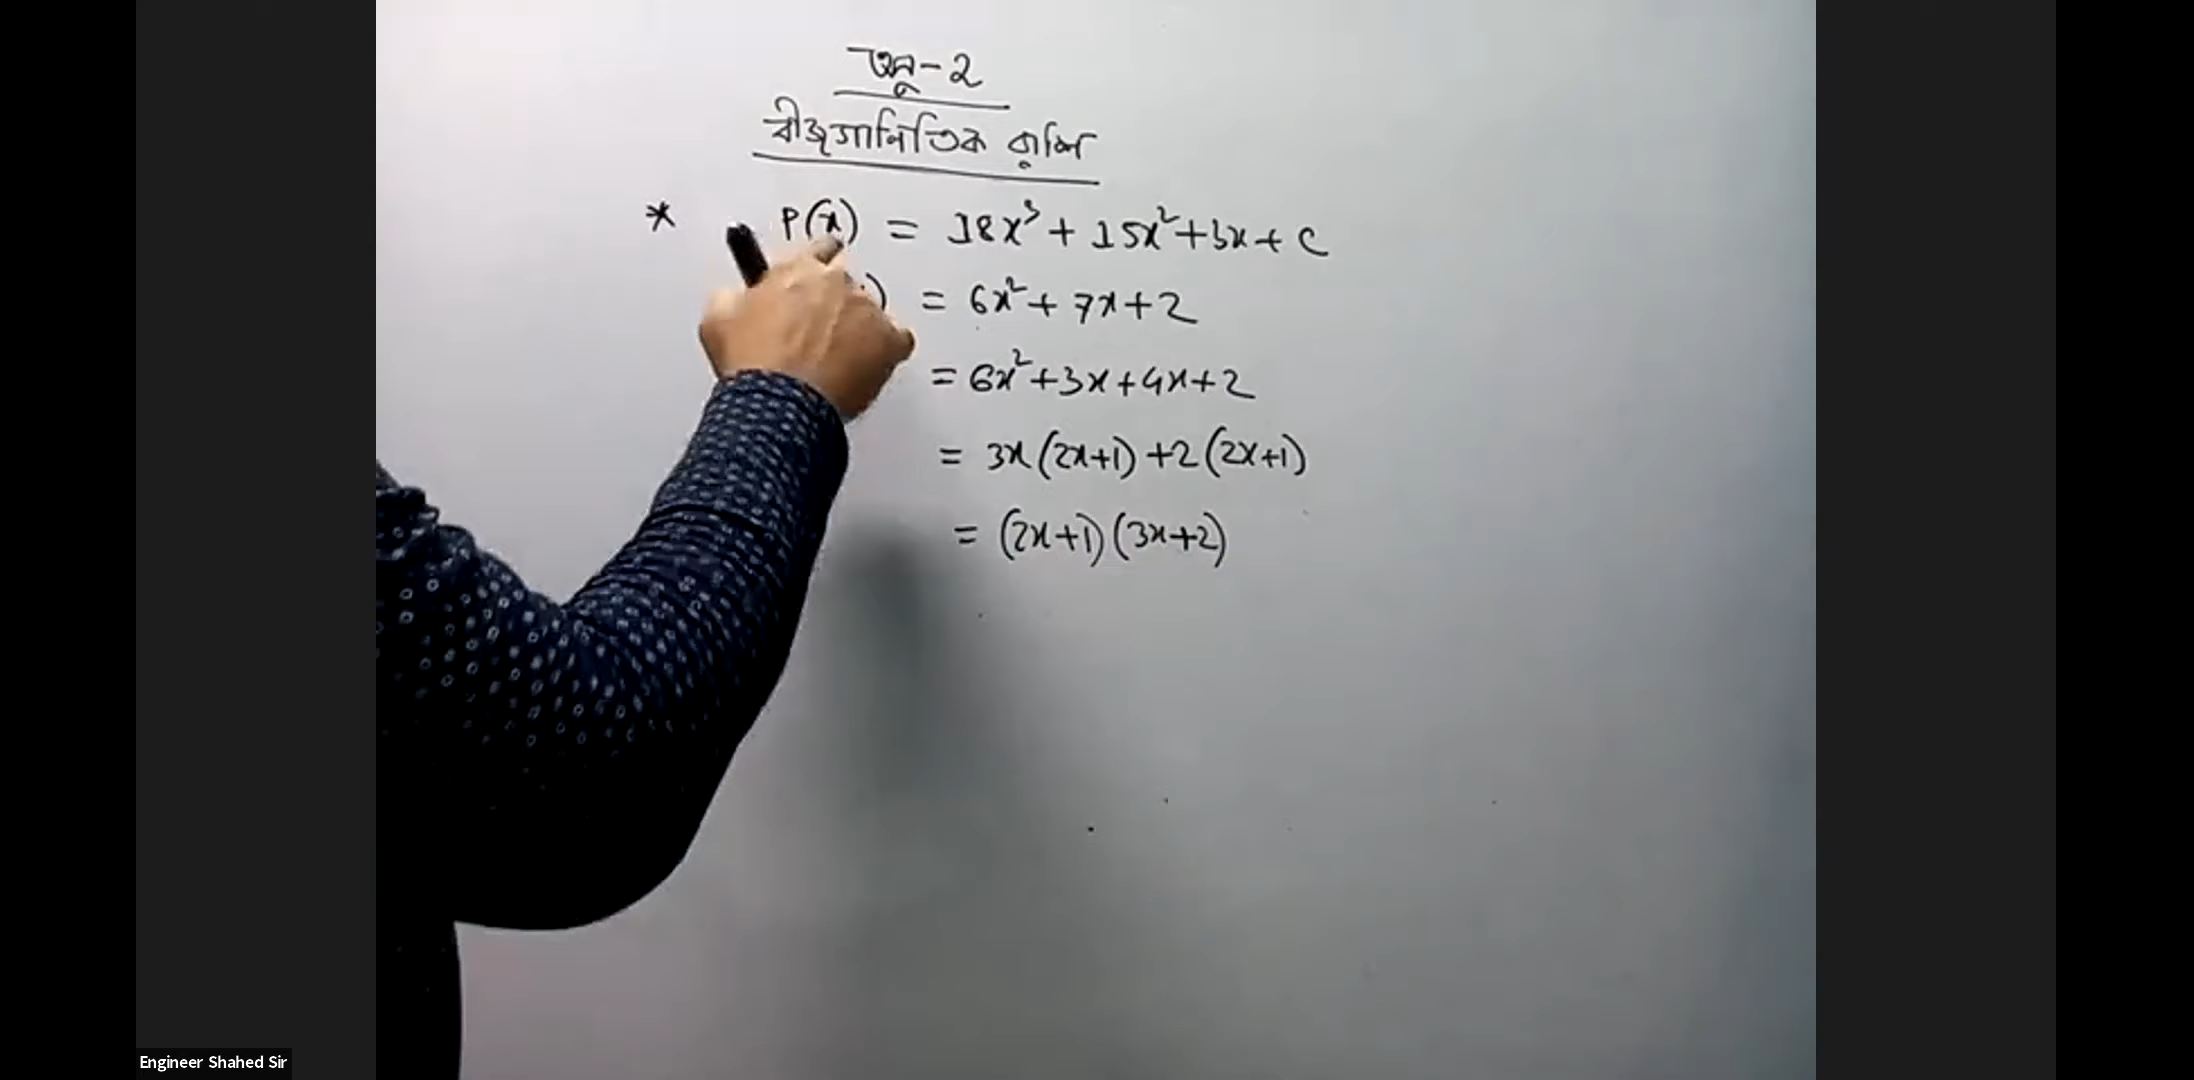 অনু-2
বীজগানিতিক রাশি
* P(x) = 18x³ + 15x² + 3x + c
) = 6x² + 7x + 2
= 6x² + 3x + 4x + 2
= 3x(2x+1) + 2(2x+1)
= (2x+1)(3x+2)
Engineer Shahed Sir